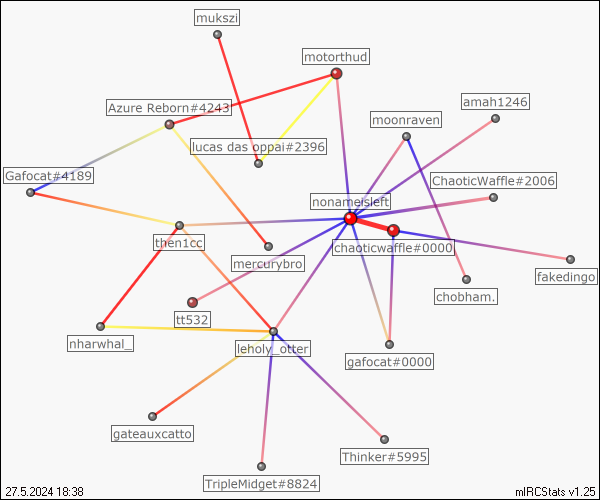 mukszi
motorthud
amah1246
Azure Reborn#4243
moonraven
lucas das oppai#2396
Gafocat#4189
ChaoticWaffle#2006
nonameisleft
then1cc
chaoticwaffle#0000
mercurybro
fakedingo
chobham.
tt532
nharwhal_
leholy_otter
gafocat#0000
gateauxcatto
Thinker#5995
TripleMidget#8824
27.5.2024 18:38
mIRCStats v1.25